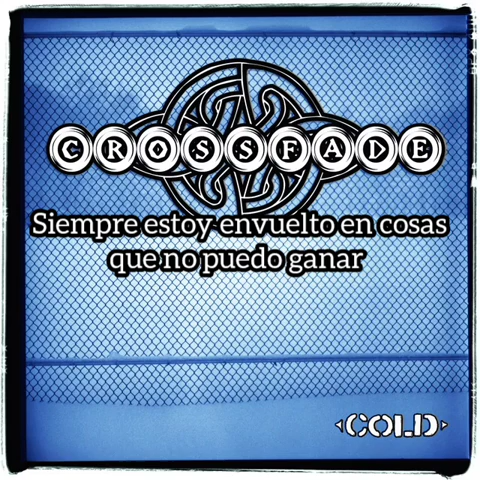 CROSSFADE
Siempre estoy envuelto en cosas
que no puedo ganar
COLD